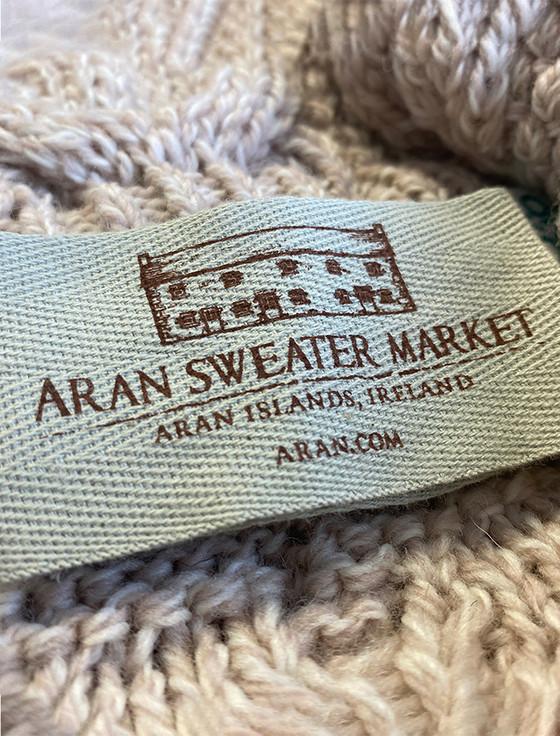 ARAN SWEATER MARKET
ARAN ISLANDS, IRELAND
ARAN.COM